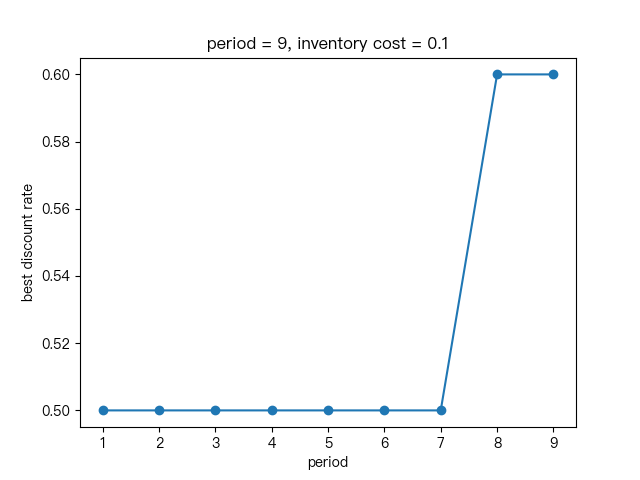 period = 9, inventory cost = 0.1
best discount rate
0.60
0.58
0.56
0.54
0.52
0.50
1 2 3 4 5 6 7 8 9
period